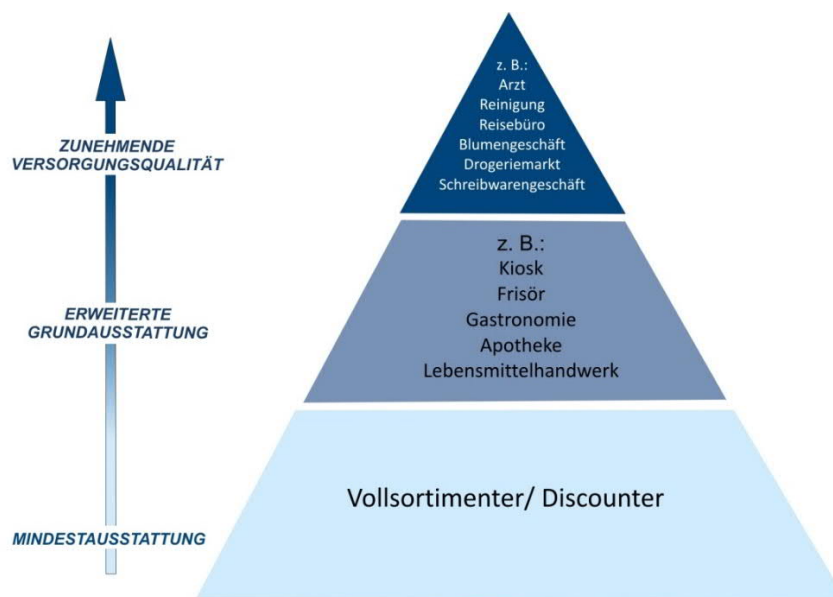 ZUNEHMENDE
VERSORGUNGSQUALITÄT
ERWEITERTE
GRUNDAUSSTATTUNG
MINDESTAUSSTATTUNG
z. B.:
Arzt
Reinigung
Reisebüro
Blumengeschäft
Drogeriemarkt
Schreibwarengeschäft
z. B.:
Kiosk
Frisör
Gastronomie
Apotheke
Lebensmittelhandwerk
Vollsortimenter/ Discounter